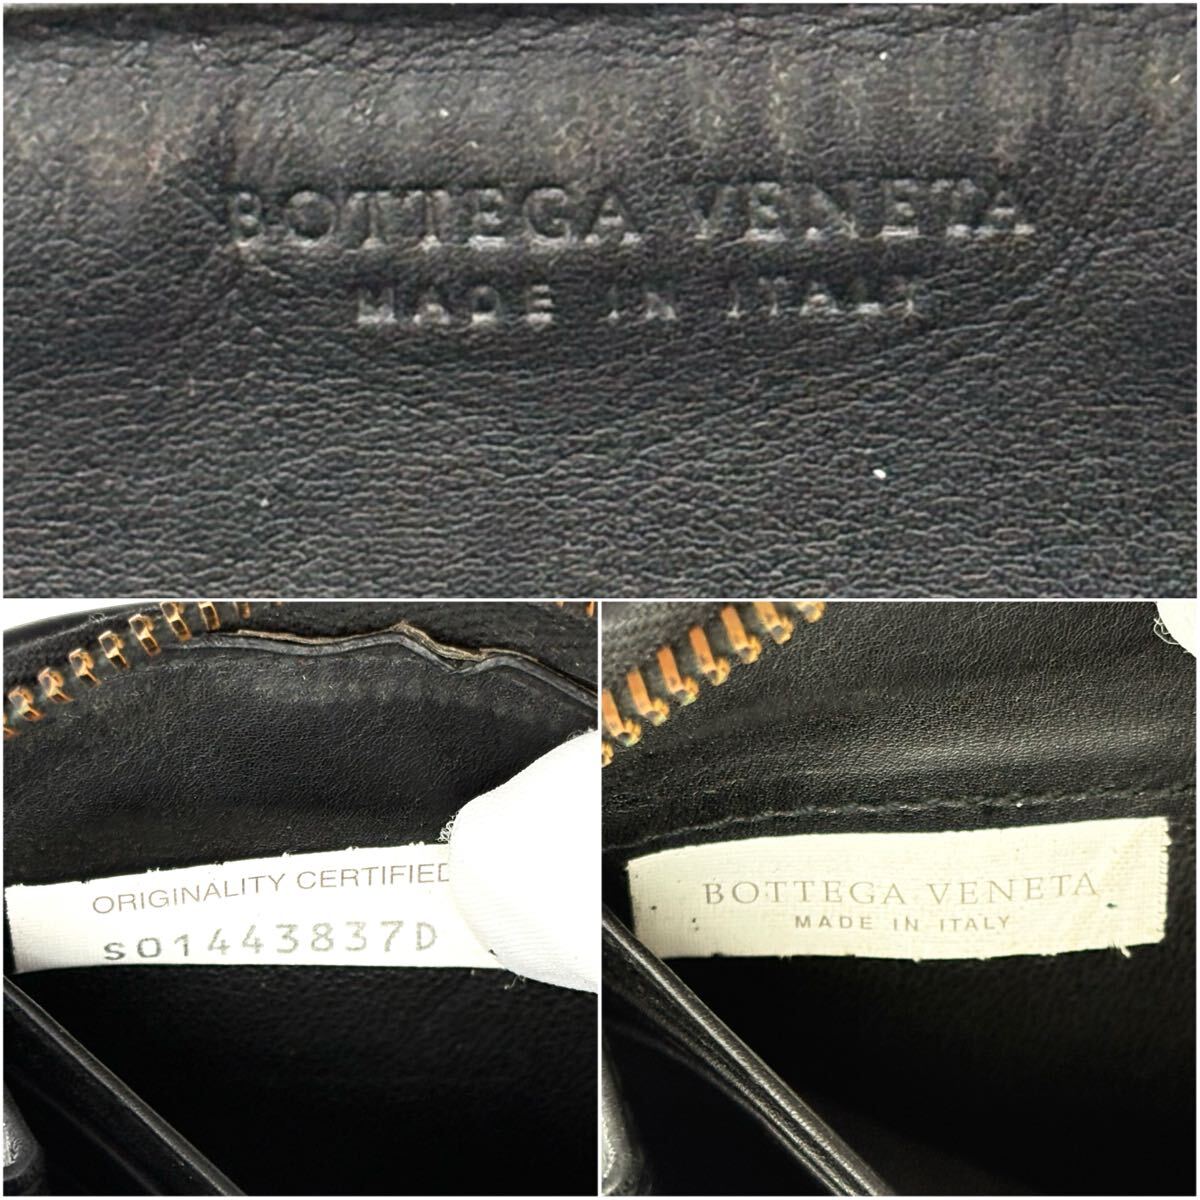 BOTTEGA VENETA
MADE IN ITALY
ORIGINALITY CERTIFIED
S01443837D
BOTTEGA VENETA
MADE IN ITALY